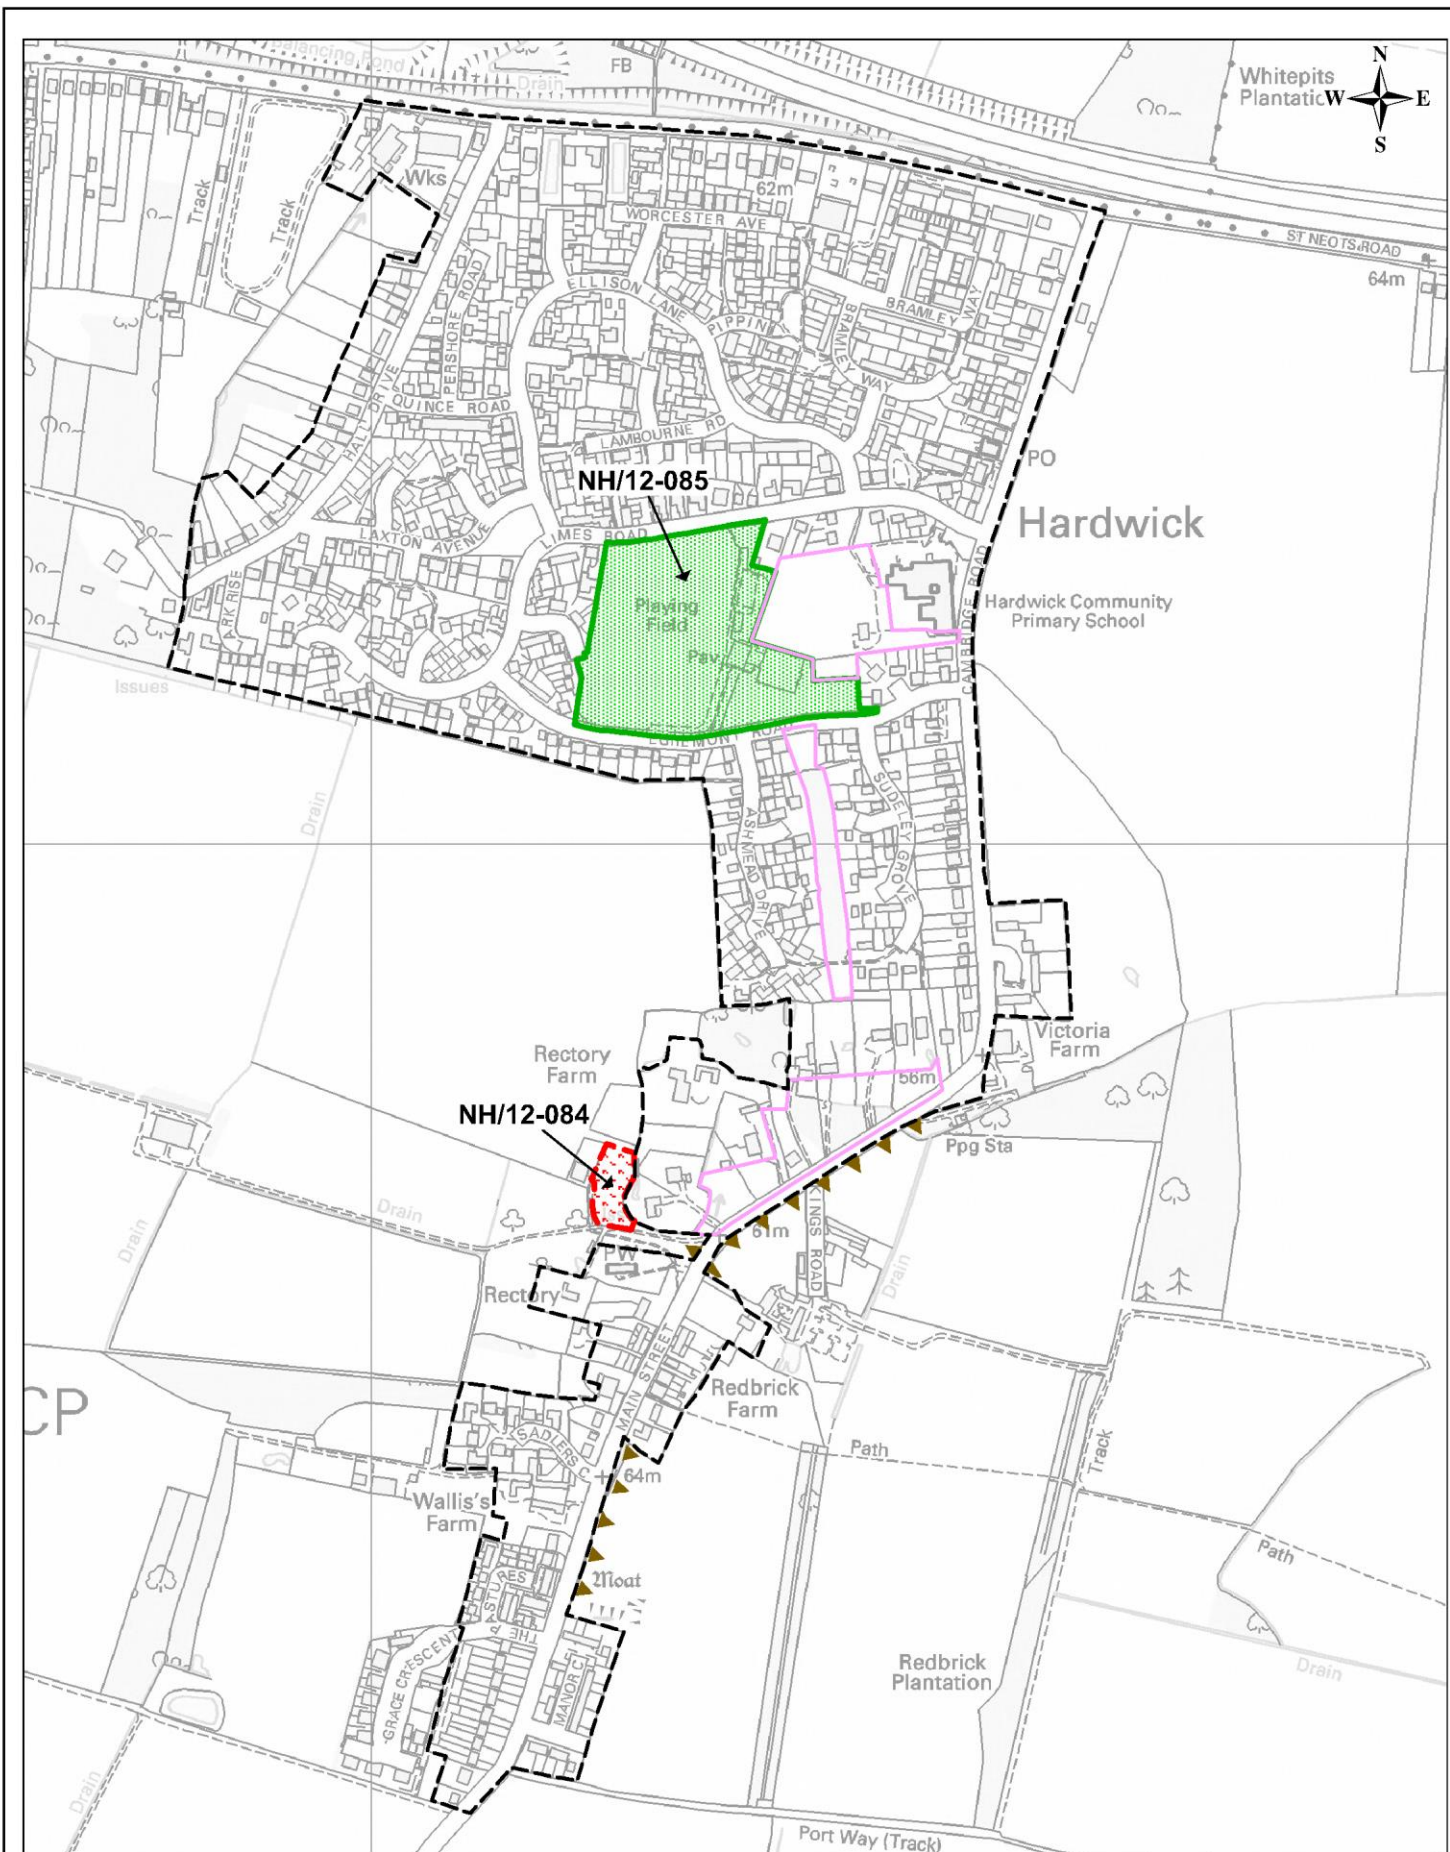 Balancing Pond
Drain
FB
Whitepits
Plantatic
N
W
E
S
Track
Track
Wks
62m
WORCESTER AVE
ST NEOTS ROAD
64m
ELLISON LANE
PERSHORE ROAD
PIPPIN
BRAMLEY
WAY
BRAMLEY WAY
HALL DRIVE
QUINCE ROAD
LAMBOURNE RD
PO
NH/12-085
Hardwick
LAXTON AVENUE
LIMES ROAD
ARK RISE
Playing
Field
Pav
CAMBRIDGE ROAD
Hardwick Community
Primary School
Issues
EGREMONT ROAD
Drain
ASHMEAD DRIVE
SUDELEY GROVE
Victoria
Farm
Rectory
Farm
56m
NH/12-084
Ppg Sta
Drain
Drain
KINGS ROAD
61m
Drain
PW
Rectory
MAIN STREET
Redbrick
Farm
CP
SADLERS C
64m
Path
Track
Wallis's
Farm
Path
Moat
THE PASTURES
GRACE CRESCENT
MANOR C
Redbrick
Plantation
Drain
Drain
Port Way (Track)